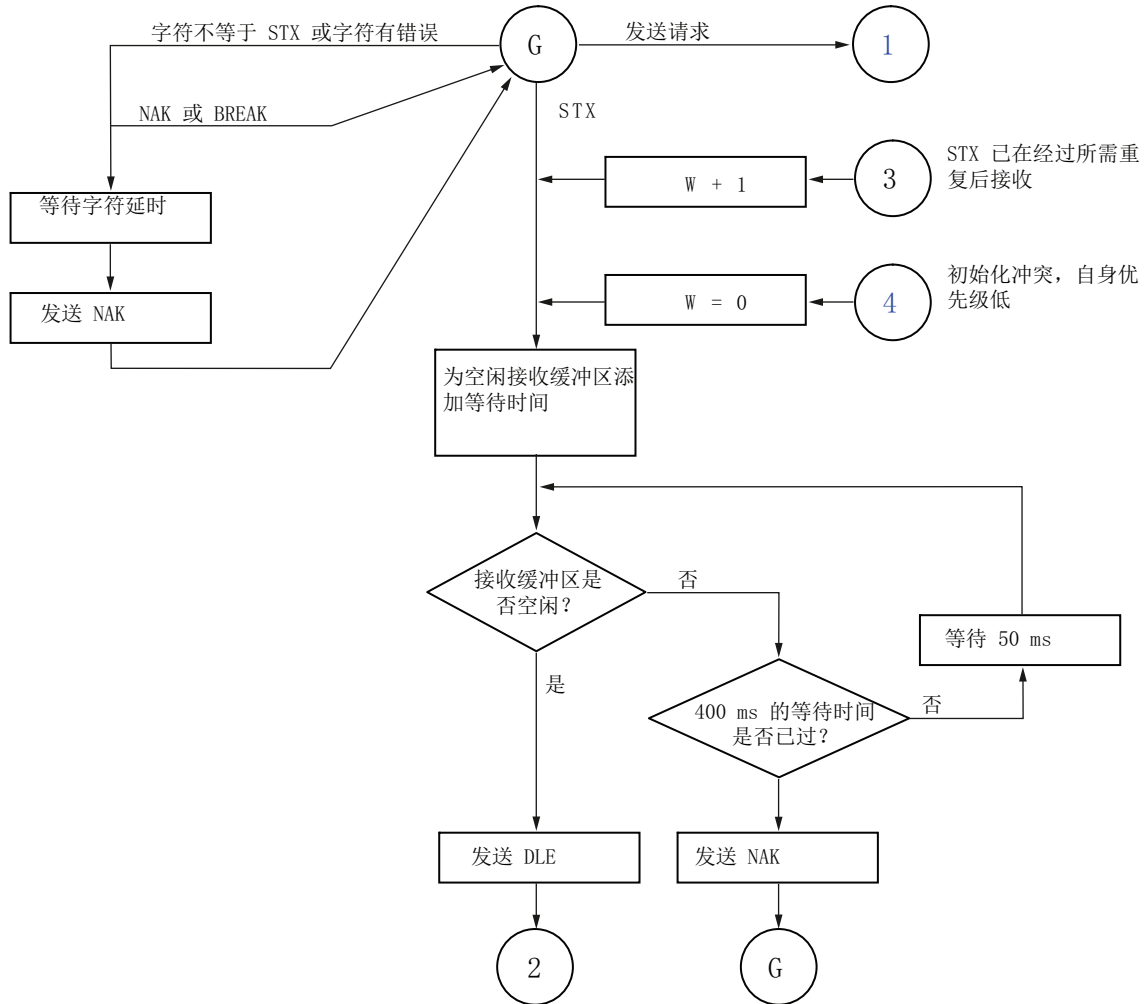 字符不等于 STX 或字符有错误
G
发送请求
1
NAK 或 BREAK
STX
STX 已在经过所需重
复后接收
W + 1
3
等待字符延时
初始化冲突，自身优
先级低
W = 0
4
发送 NAK
为空闲接收缓冲区添
加等待时间
接收缓冲区是
否空闲？
否
等待 50 ms
是
400 ms 的等待时间
是否已过？
否
发送 DLE
发送 NAK
2
G